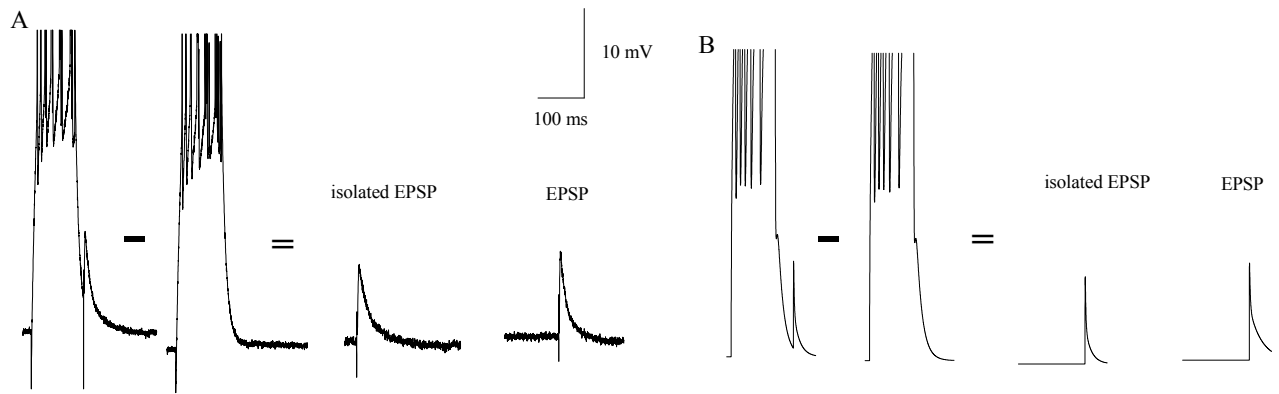 A
10 mV
100 ms
isolated EPSP
EPSP
B
isolated EPSP
EPSP